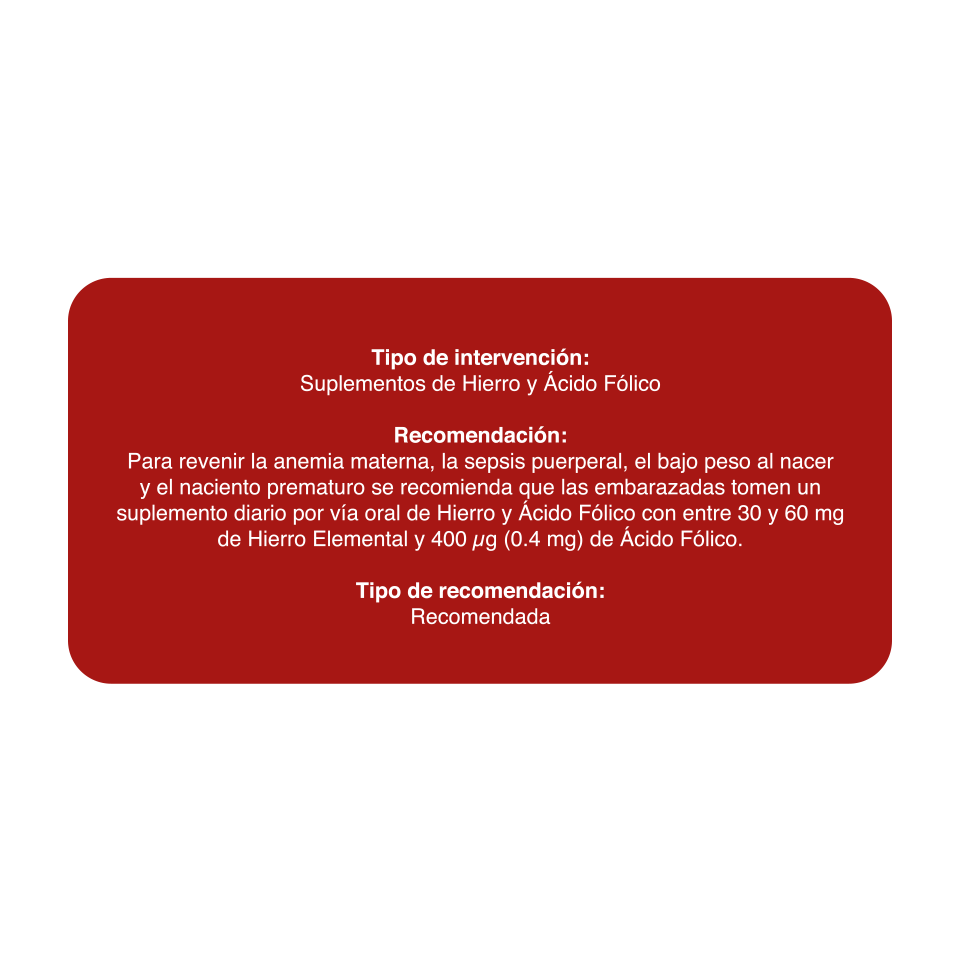 Tipo de intervención:
Suplementos de Hierro y Ácido Fólico
Recomendación:
Para revenir la anemia materna, la sepsis puerperal, el bajo peso al nacer
y el naciento prematuro se recomienda que las embarazadas tomen un
suplemento diario por vía oral de Hierro y Ácido Fólico con entre 30 y 60 mg
de Hierro Elemental y 400 µg (0.4 mg) de Ácido Fólico.
Tipo de recomendación:
Recomendada